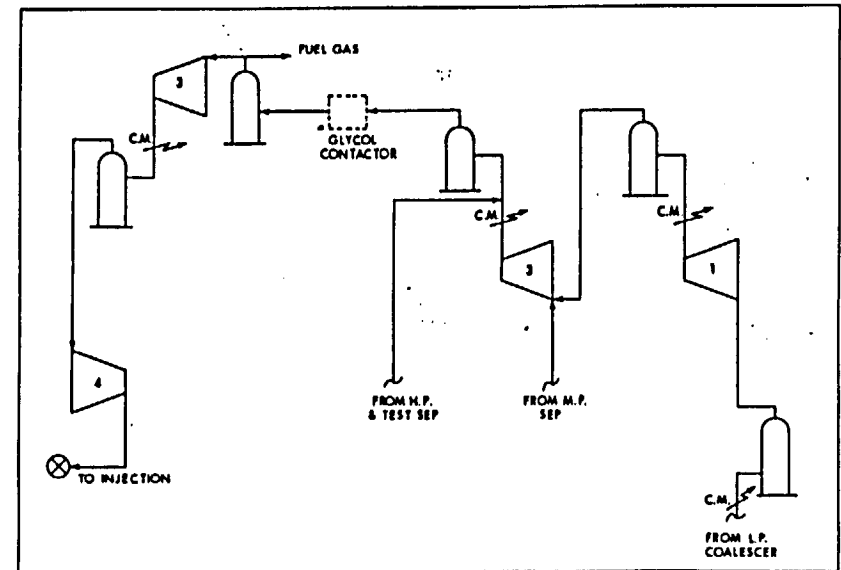 FUEL GAS
3
C.M.
GLYCOL
CONTACTOR
C.M.
C.M.
3
1
4
FROM H.P.
& TEST SEP
FROM M.P.
SEP
TO INJECTION
C.M.
FROM L.P.
COALESCER